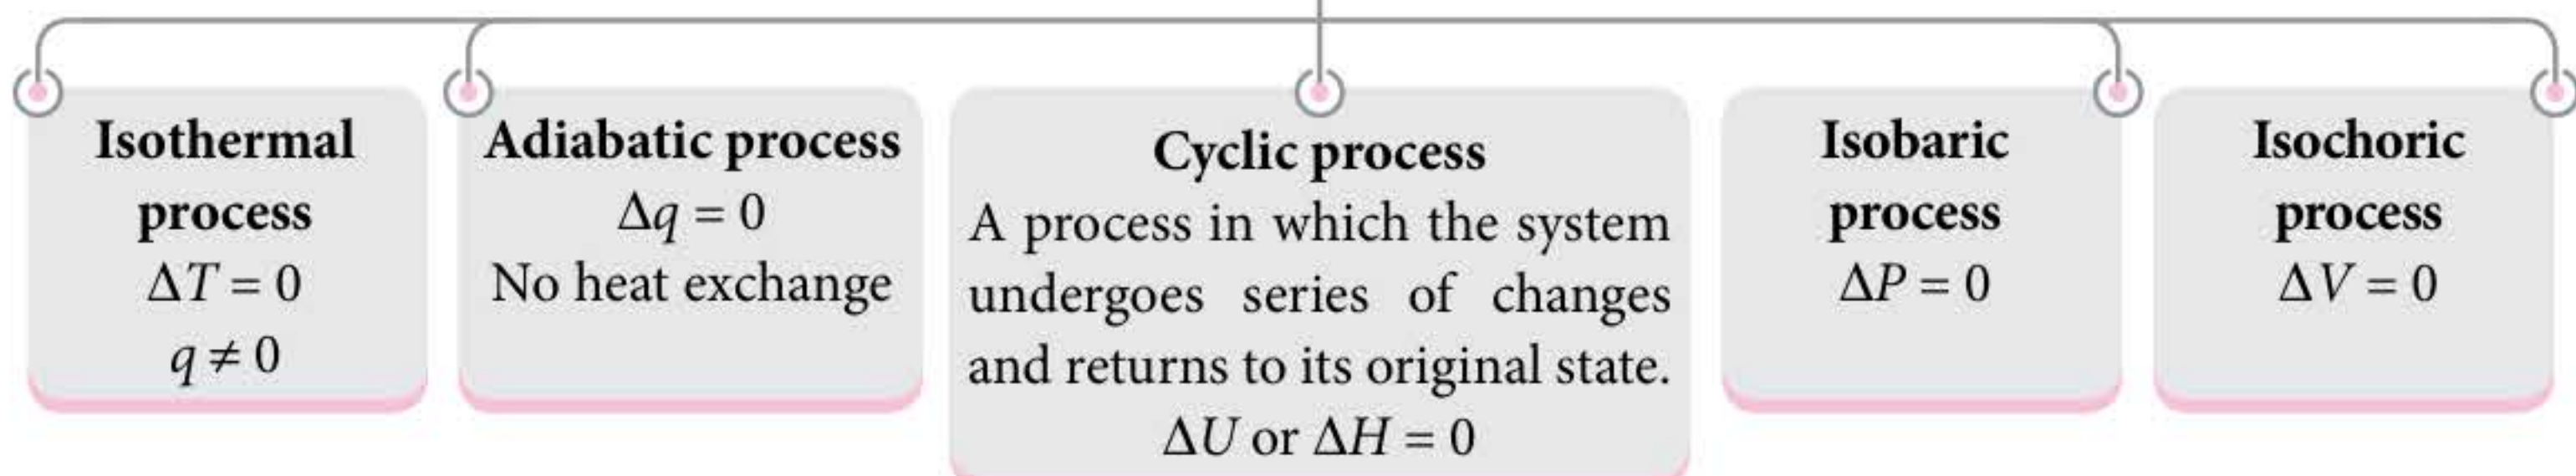 Isothermal
process
ΔT = 0
q ≠ 0
Adiabatic process
Δq = 0
No heat exchange
Cyclic process
A process in which the system
undergoes series of changes
and returns to its original state.
ΔU or ΔH = 0
Isobaric
process
ΔP = 0
Isochoric
process
ΔV = 0